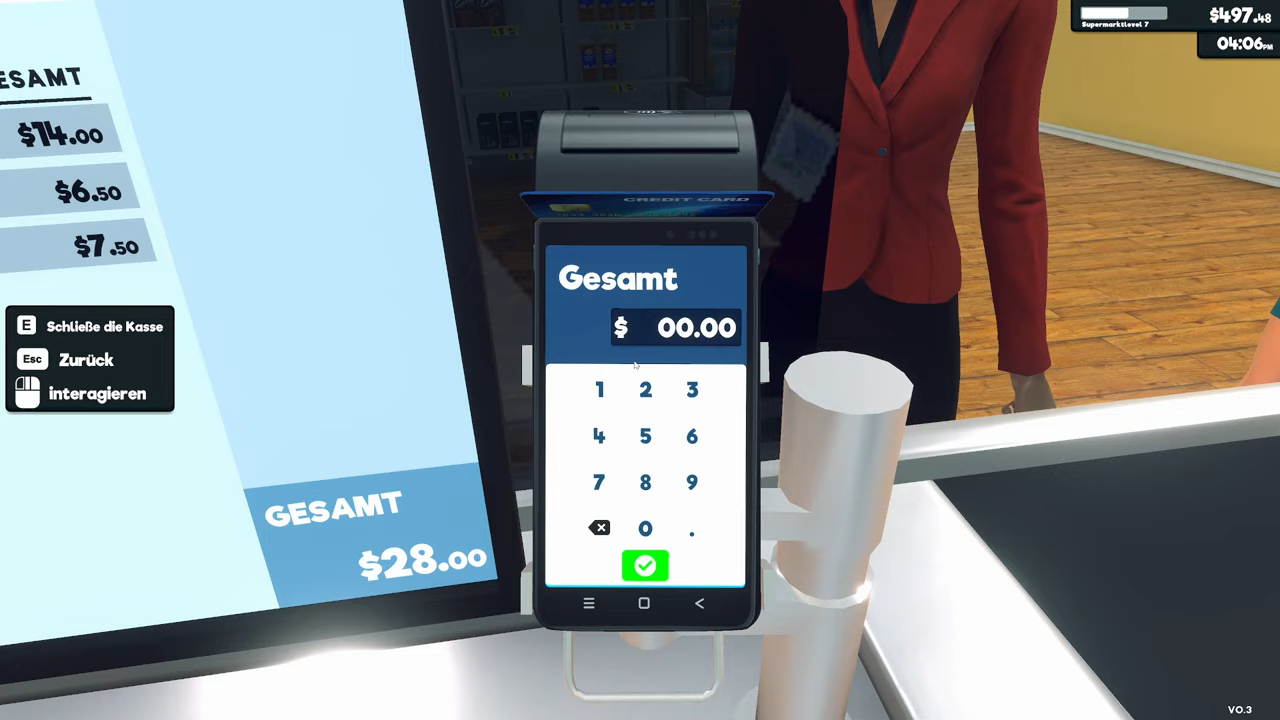 ESAMT
$14.00
$6.50
$7.50
E Schließe die Kasse
Esc Zurück
interagieren
GESAMT
$28.00
CREDIT CARD
Gesamt
$ 00.00
1 2 3
4 5 6
7 8 9
0 .
$497.48
Supermarktlevel 7
04:06PM
V0.3